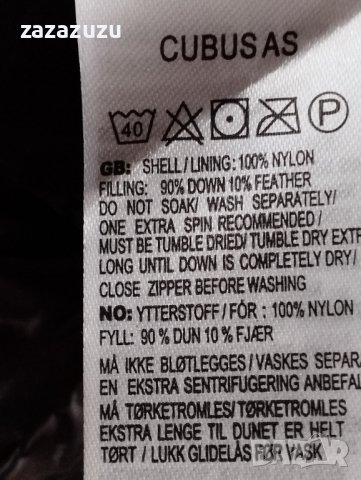 zazazuzu
CUBUS AS
40 P
GB: SHELL/LINING: 100% NYLON
FILLING: 90% DOWN 10% FEATHER
DO NOT SOAK/ WASH SEPARATELY/
ONE EXTRA SPIN RECOMMENDED/
MUST BE TUMBLE DRIED/ TUMBLE DRY EXTR
LONG UNTIL DOWN IS COMPLETELY DRY/
CLOSE ZIPPER BEFORE WASHING
NO: YTTERSTOFF/FÓR : 100% NYLON
FYLL: 90 % DUN 10 % FJÆR
MÅ IKKE BLØTLEGGES/ VASKES SEPAR
EN EKSTRA SENTRIFUGERING ANBEFAL
MÅ TØRKETROMLES/ TØRKETROMLES
EKSTRA LENGE TIL DUNET ER HELT
TØRT / LUKK GLIDELÅS FØR VASK